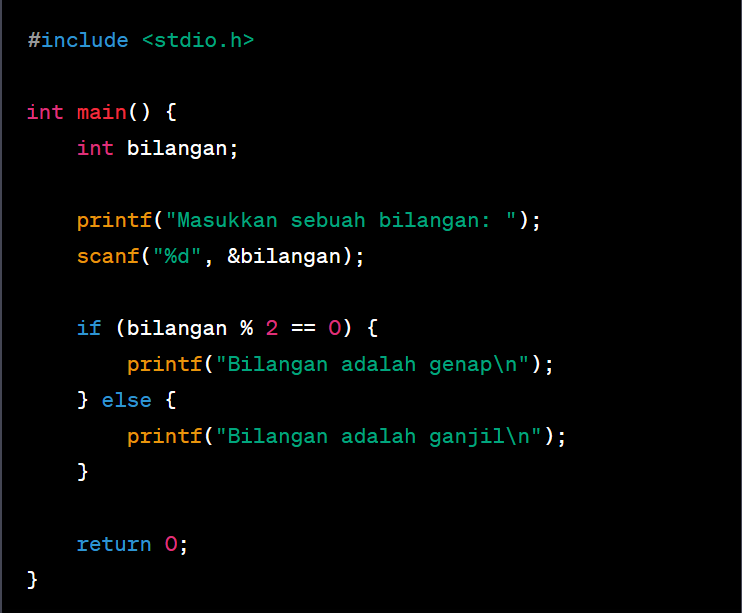 #include <stdio.h>
int main() {
int bilangan;
printf("Masukkan sebuah bilangan: ");
scanf("%d", &bilangan);
if (bilangan % 2 == 0) {
printf("Bilangan adalah genap\n");
} else {
printf("Bilangan adalah ganjil\n");
}
return 0;
}